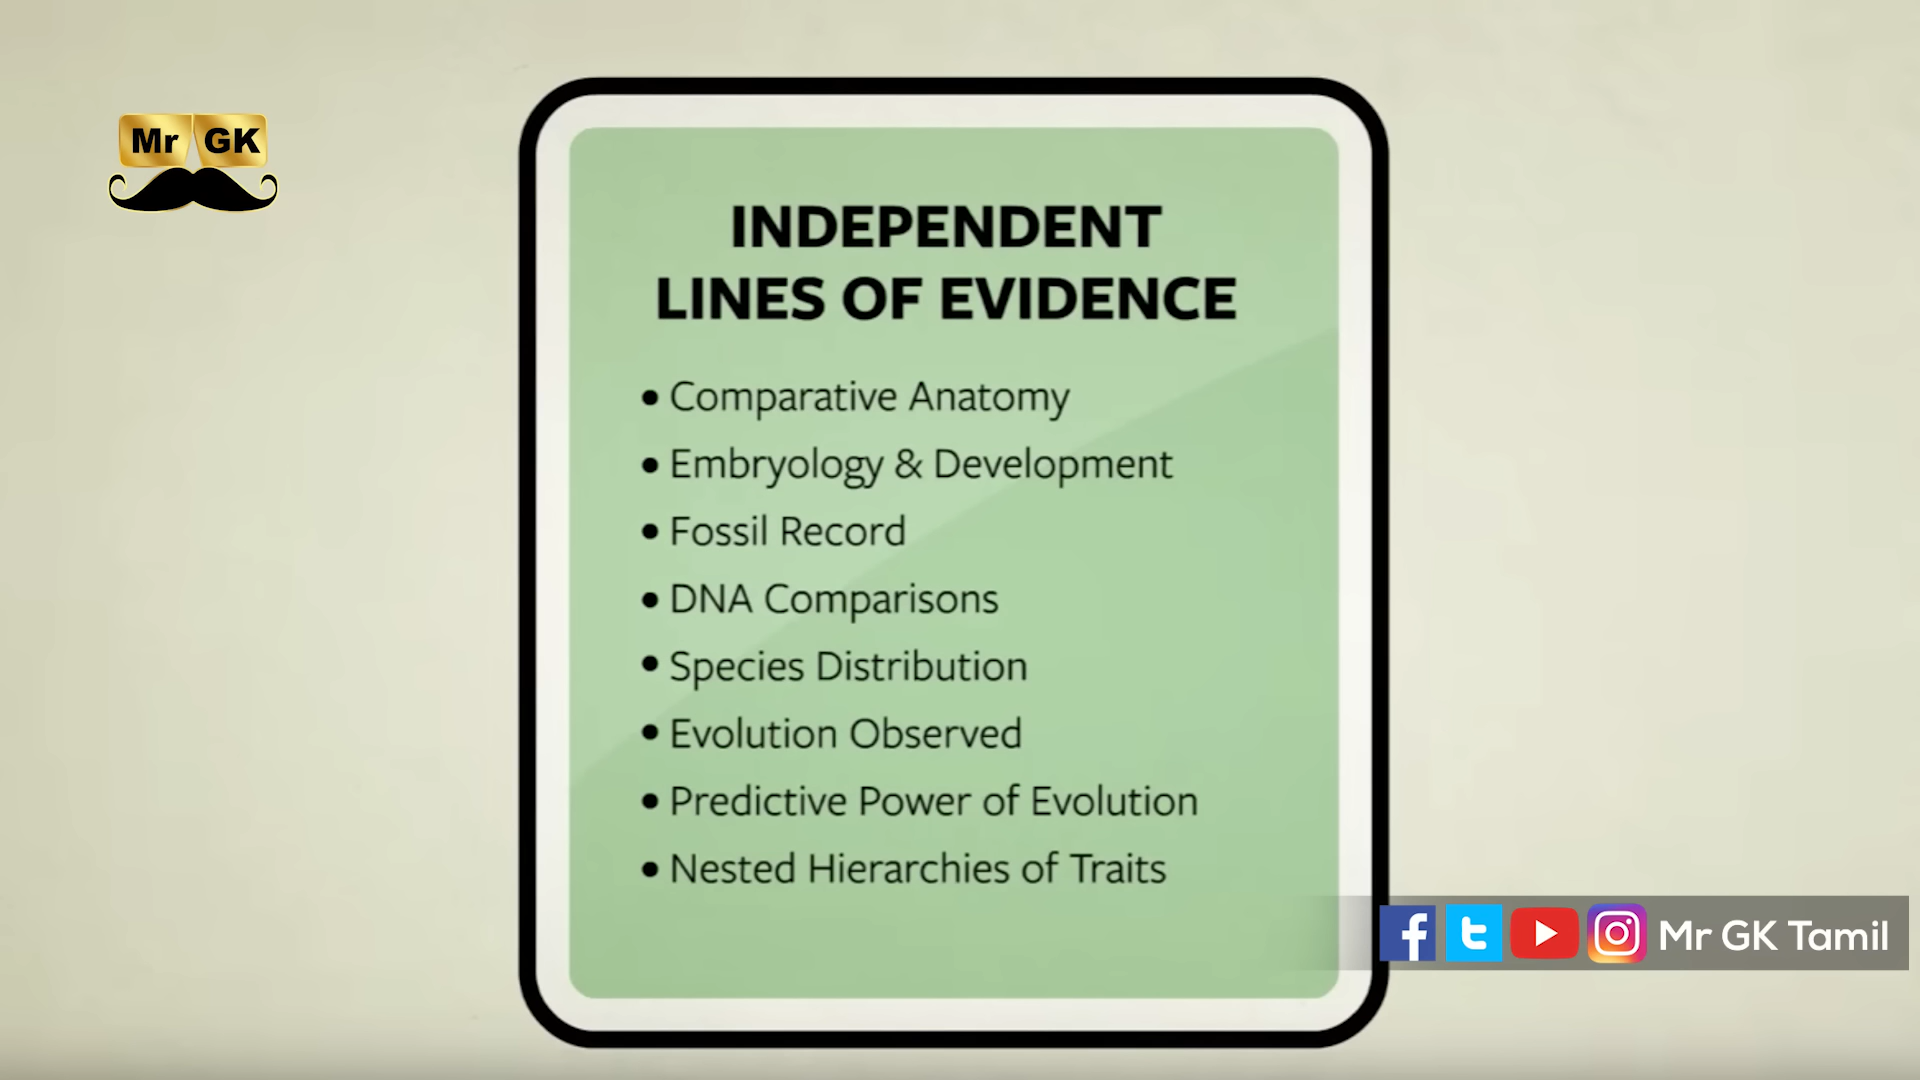 Mr GK
INDEPENDENT
LINES OF EVIDENCE
• Comparative Anatomy
• Embryology & Development
• Fossil Record
• DNA Comparisons
• Species Distribution
• Evolution Observed
• Predictive Power of Evolution
• Nested Hierarchies of Traits
Mr GK Tamil